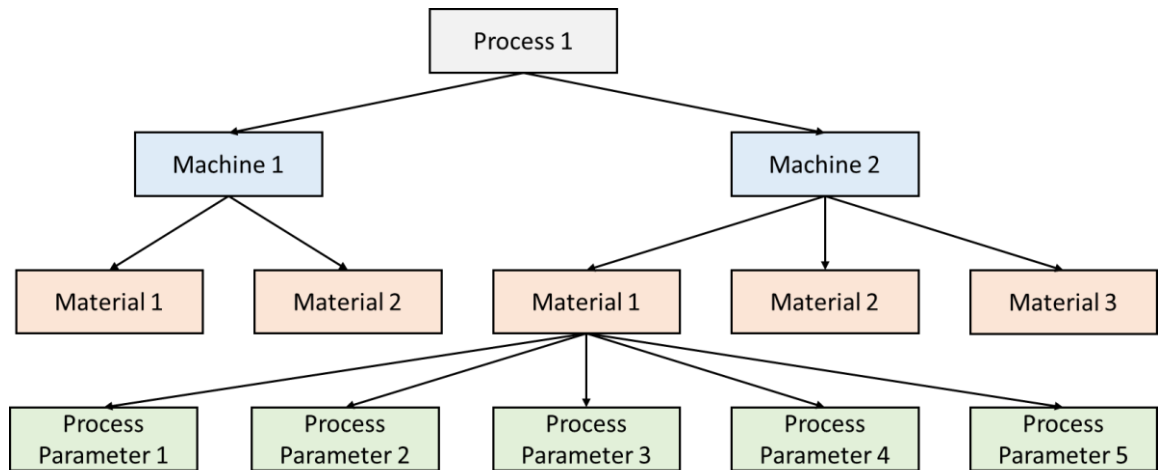 Process 1
Machine 1
Machine 2
Material 1
Material 2
Material 1
Material 2
Material 3
Process
Parameter 1
Process
Parameter 2
Process
Parameter 3
Process
Parameter 4
Process
Parameter 5